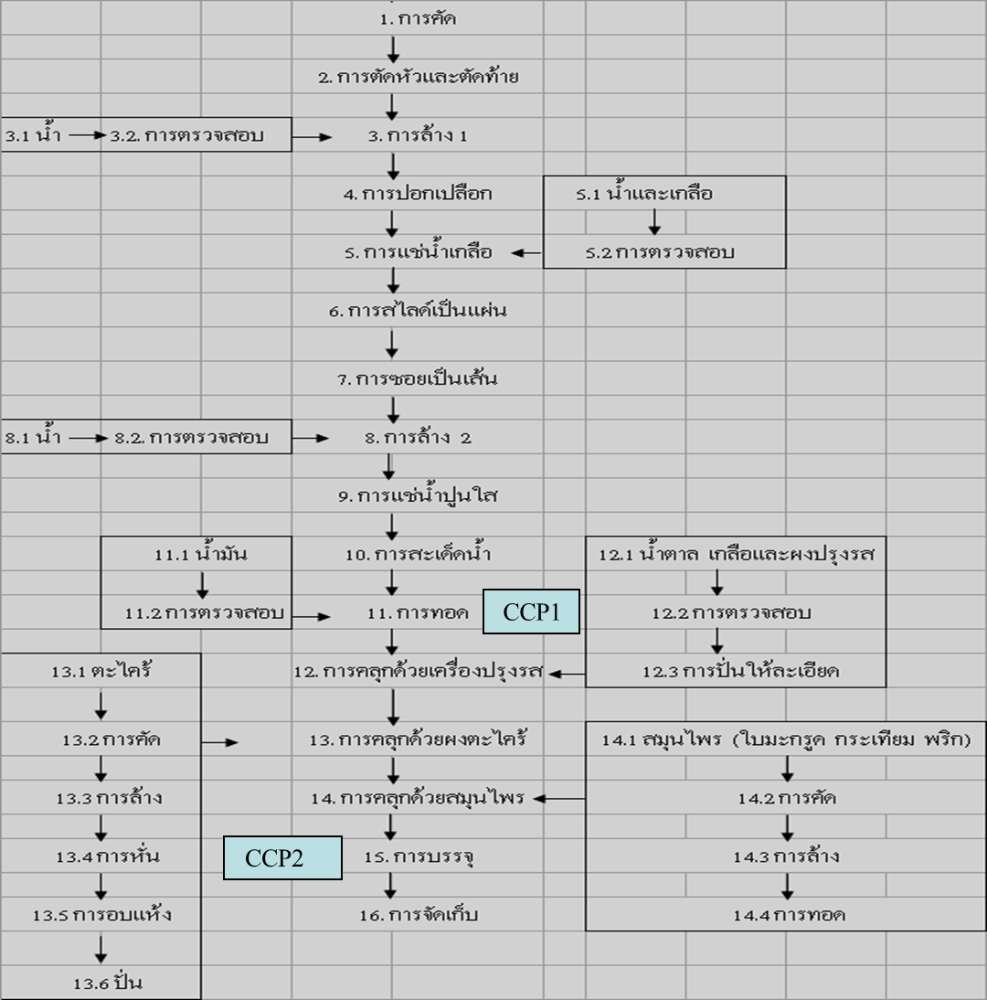 1. การคัด
2. การตัดหัวและตัดท้าย
3.1 น้ำ 3.2. การตรวจสอบ 3. การล้าง 1
4. การปอกเปลือก 5.1 น้ำและเกลือ
5. การแช่น้ำเกลือ 5.2 การตรวจสอบ
6. การสไลค์เป็นแผ่น
7. การซอยเป็นเส้น
8.1 น้ำ 8.2. การตรวจสอบ 8. การล้าง 2
9. การแช่น้ำปูนใส
11.1 น้ำมัน 10. การสะเด็ดน้ำ 12.1 น้ำตาล เกลือและผงปรุงรส
11.2 การตรวจสอบ 11. การทอด CCP1 12.2 การตรวจสอบ
13.1 ตะไคร้ 12. การคลุกด้วยเครื่องปรุงรส 12.3 การปั่นให้ละเอียด
13.2 การคัด 13. การคลุกด้วยผงตะไคร้ 14.1 สมุนไพร (ใบมะกรูด กระเทียม พริก)
13.3 การล้าง 14. การคลุกด้วยสมุนไพร 14.2 การคัด
13.4 การหั่น CCP2 15. การบรรจุ 14.3 การล้าง
13.5 การอบแห้ง 16. การจัดเก็บ 14.4 การทอด
13.6 ปั่น